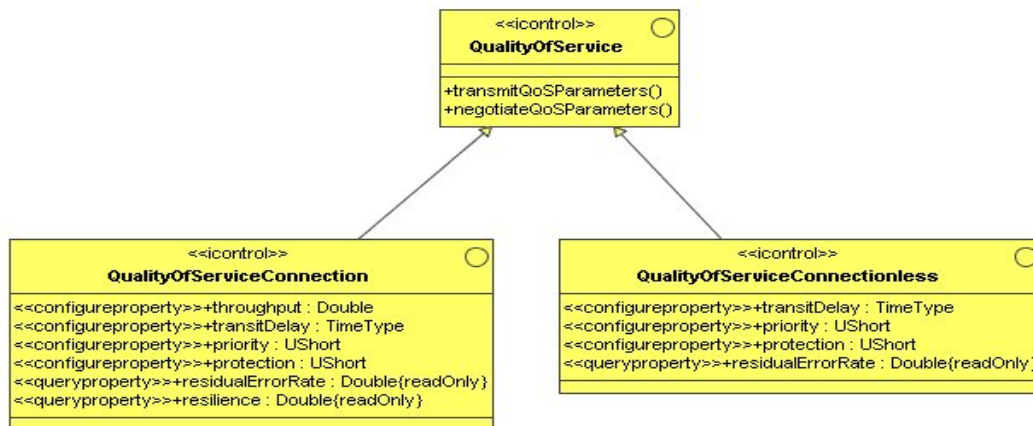 <<icontrol>>
QualityOfService
+transmitQoSParameters()
+negotiateQoSParameters()
<<icontrol>>
QualityOfServiceConnection
<<configureproperty>>+throughput : Double
<<configureproperty>>+transitDelay : TimeType
<<configureproperty>>+priority : UShort
<<configureproperty>>+protection : UShort
<<queryproperty>>+residualErrorRate : Double{readOnly}
<<queryproperty>>+resilience : Double{readOnly}
<<icontrol>>
QualityOfServiceConnectionless
<<configureproperty>>+transitDelay : TimeType
<<configureproperty>>+priority : UShort
<<configureproperty>>+protection : UShort
<<queryproperty>>+residualErrorRate : Double{readOnly}